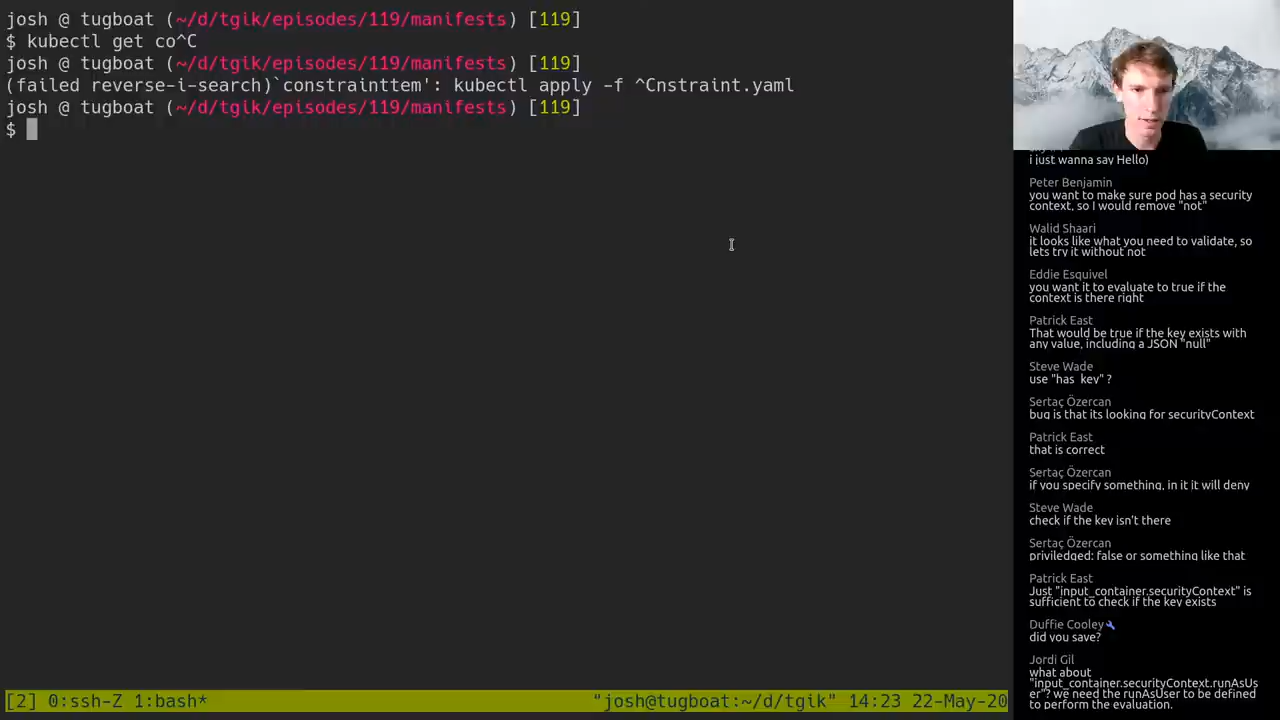 josh @ tugboat (~/d/tgik/episodes/119/manifests) [119]
$ kubectl get co^C
josh @ tugboat (~/d/tgik/episodes/119/manifests) [119]
(failed reverse-i-search)`constrainttem': kubectl apply -f ^Cnstraint.yaml
josh @ tugboat (~/d/tgik/episodes/119/manifests) [119]
$
[2] 0:ssh-Z 1:bash* "josh@tugboat:~/d/tgik" 14:23 22-May-20
i just wanna say Hello)
Peter Benjamin
you want to make sure pod has a security
context, so I would remove "not"
Walid Shaari
it looks like what you need to validate, so
lets try it without not
Eddie Esquivel
you want it to evaluate to true if the
context is there right
Patrick East
That would be true if the key exists with
any value, including a JSON "null"
Steve Wade
use "has_key" ?
Sertaç Özercan
bug is that its looking for securityContext
Patrick East
that is correct
Sertaç Özercan
if you specify something, in it it will deny
Steve Wade
check if the key isn't there
Sertaç Özercan
priviledged: false or something like that
Patrick East
Just "input_container.securityContext" is
sufficient to check if the key exists
Duffie Cooley
did you save?
Jordi Gil
what about
"input_container.securityContext.runAsUs
er"? we need the runAsUser to be defined
to perform the evaluation.